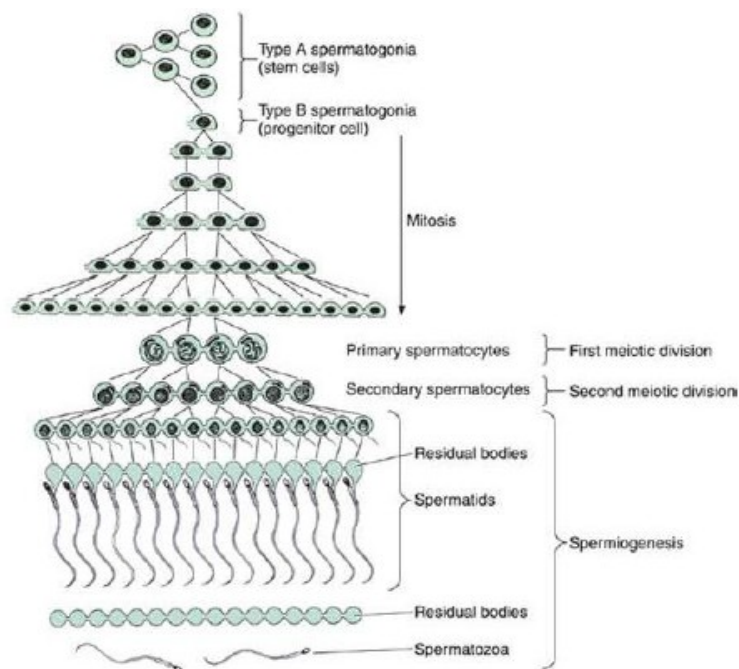 Type A spermatogonia
(stem cells)
Type B spermatogonia
(progenitor cell)
Mitosis
Primary spermatocytes
First meiotic division
Secondary spermatocytes
Second meiotic division
Residual bodies
Spermatids
Spermiogenesis
Residual bodies
Spermatozoa